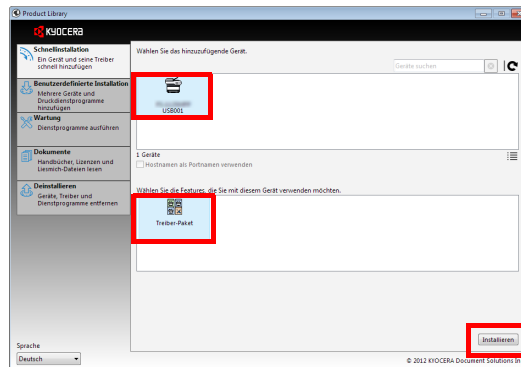 Product Library
KYOCERA
Schnellinstallation
Ein Gerät und seine Treiber
schnell hinzufügen
Benutzerdefinierte Installation
Mehrere Geräte und
Druckdienstprogramme
hinzufügen
Wartung
Dienstprogramme ausführen
Dokumente
Handbücher, Lizenzen und
Liesmich-Dateien lesen
Deinstallieren
Geräte, Treiber und
Dienstprogramme entfernen
Sprache
Deutsch
Wählen Sie das hinzuzufügende Gerät.
Geräte suchen
USB001
1 Geräte
Hostnamen als Portnamen verwenden
Wählen Sie die Features, die Sie mit diesem Gerät verwenden möchten.
Treiber-Paket
Installieren
© 2012 KYOCERA Document Solutions In